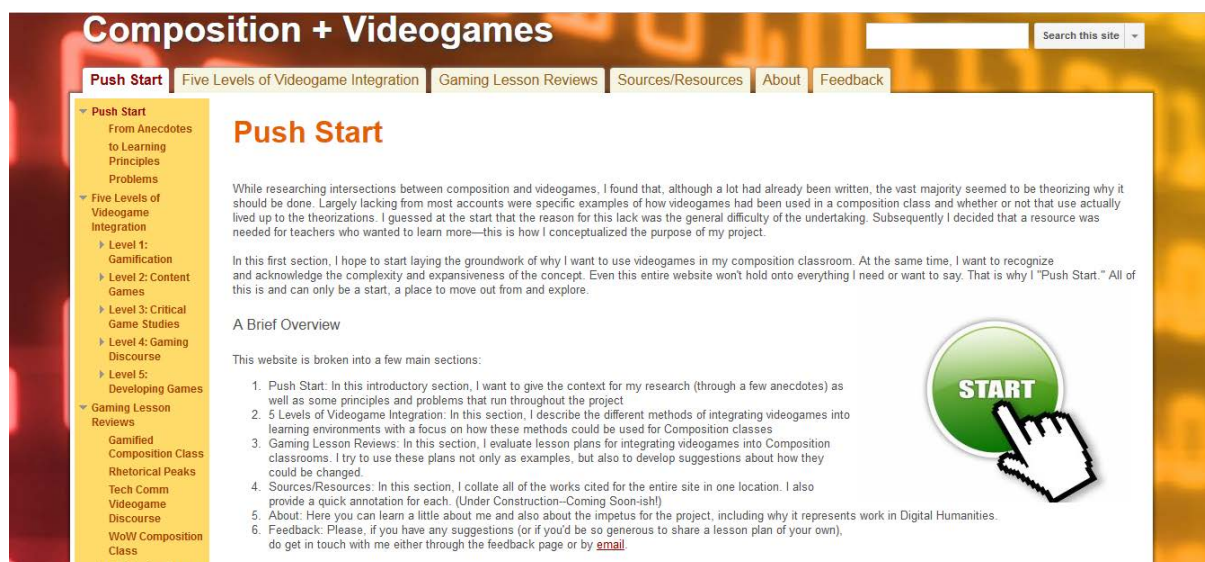 Composition + Videogames
Search this site
Push Start
Five Levels of Videogame Integration
Gaming Lesson Reviews
Sources/Resources
About
Feedback
Push Start
From Anecdotes
to Learning
Principles
Problems
Five Levels of
Videogame
Integration
Level 1:
Gamification
Level 2: Content
Games
Level 3: Critical
Game Studies
Level 4: Gaming
Discourse
Level 5:
Developing Games
Gaming Lesson
Reviews
Gamified
Composition Class
Rhetorical Peaks
Tech Comm
Videogame
Discourse
WoW Composition
Class
Push Start
While researching intersections between composition and videogames, I found that, although a lot had already been written, the vast majority seemed to be theorizing why it
should be done. Largely lacking from most accounts were specific examples of how videogames had been used in a composition class and whether or not that use actually
lived up to the theorizations. I guessed at the start that the reason for this lack was the general difficulty of the undertaking. Subsequently I decided that a resource was
needed for teachers who wanted to learn more—this is how I conceptualized the purpose of my project.
In this first section, I hope to start laying the groundwork of why I want to use videogames in my composition classroom. At the same time, I want to recognize
and acknowledge the complexity and expansiveness of the concept. Even this entire website won't hold onto everything I need or want to say. That is why I "Push Start." All of
this is and can only be a start, a place to move out from and explore.
A Brief Overview
This website is broken into a few main sections:
1. Push Start: In this introductory section, I want to give the context for my research (through a few anecdotes) as
well as some principles and problems that run throughout the project
2. 5 Levels of Videogame Integration: In this section, I describe the different methods of integrating videogames into
learning environments with a focus on how these methods could be used for Composition classes
3. Gaming Lesson Reviews: In this section, I evaluate lesson plans for integrating videogames into Composition
classrooms. I try to use these plans not only as examples, but also to develop suggestions about how they
could be changed.
4. Sources/Resources: In this section, I collate all of the works cited for the entire site in one location. I also
provide a quick annotation for each. (Under Construction--Coming Soon-ish!)
5. About: Here you can learn a little about me and also about the impetus for the project, including why it represents work in Digital Humanities.
6. Feedback: Please, if you have any suggestions (or if you'd be so generous to share a lesson plan of your own),
do get in touch with me either through the feedback page or by email.
START